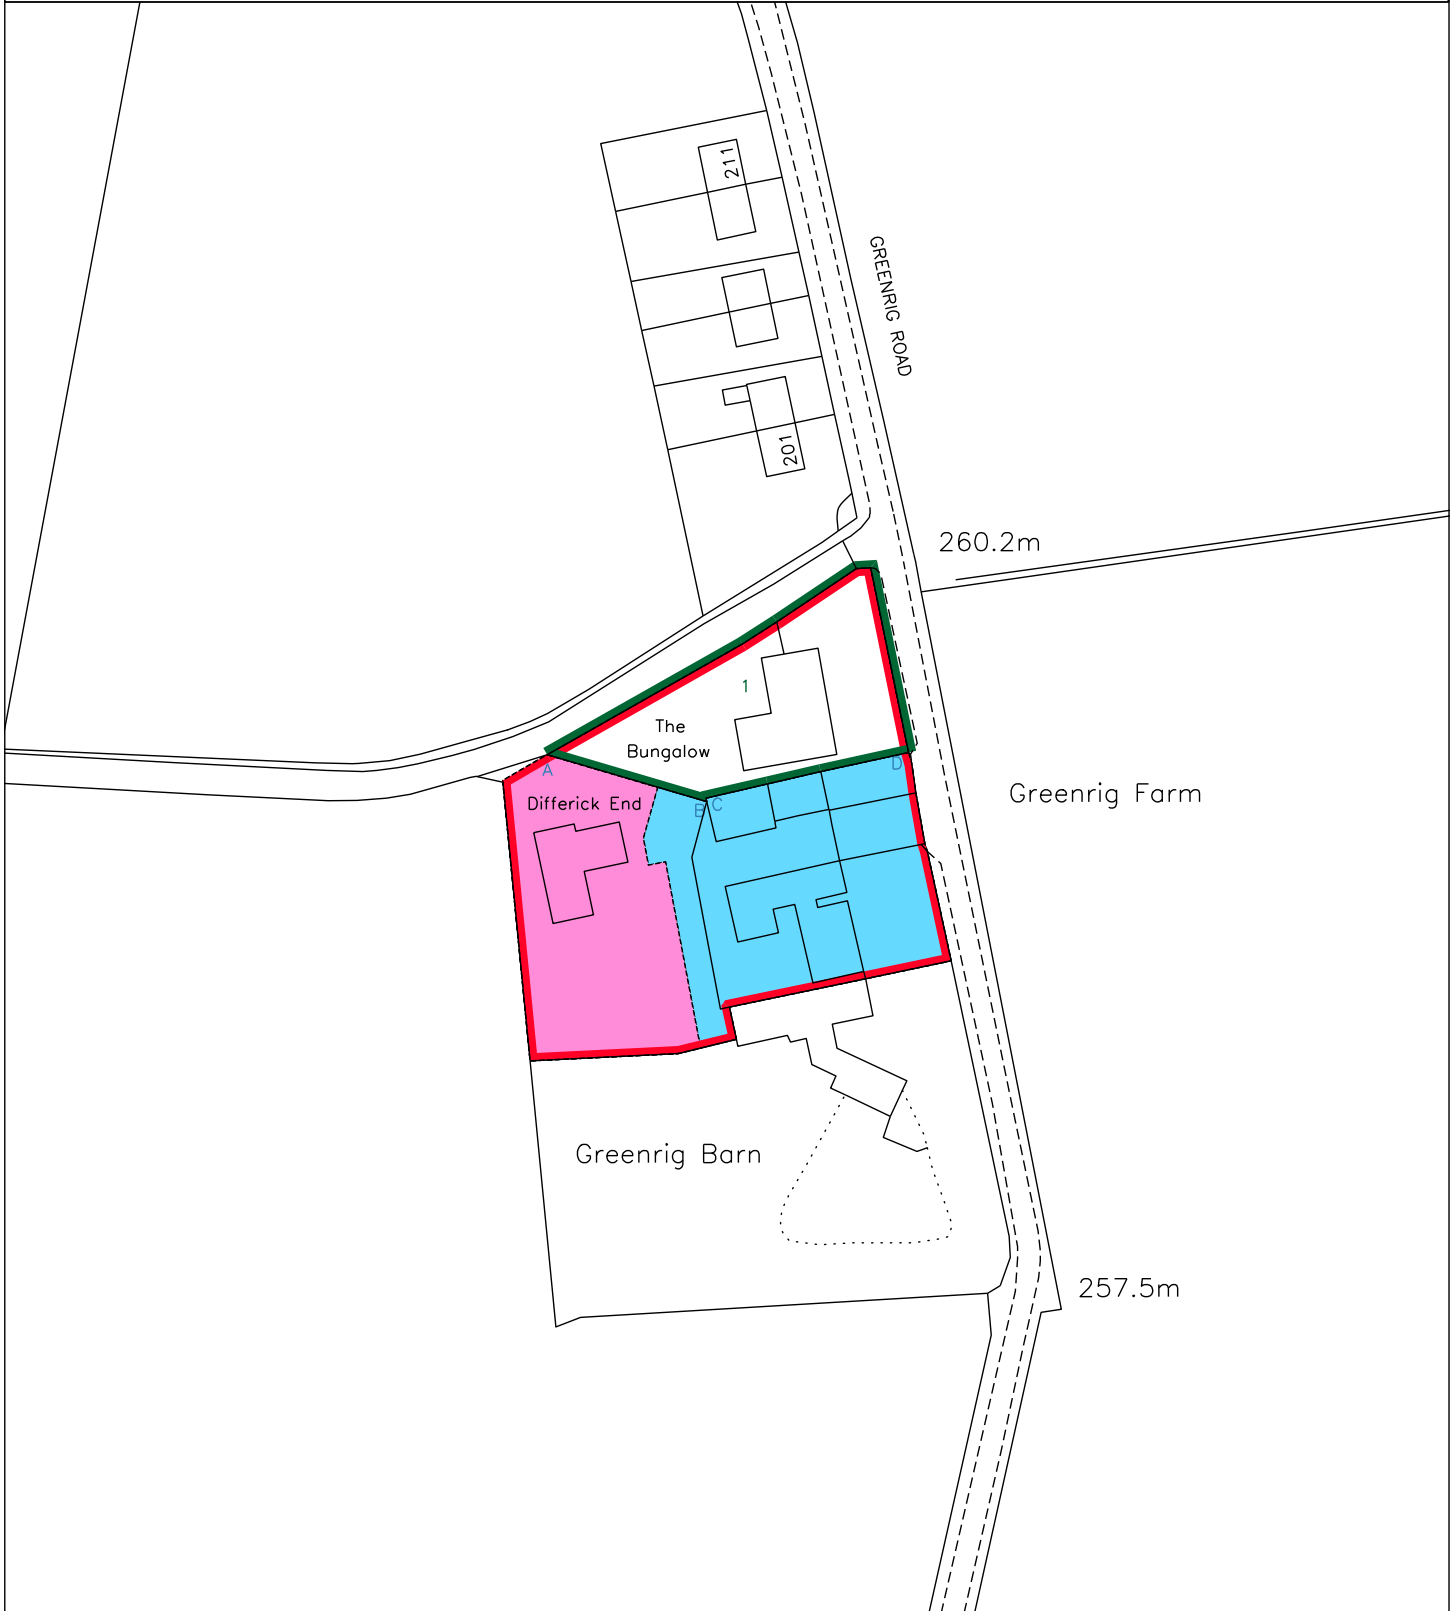 211
GREENRIG ROAD
201
260.2m
1
The
Bungalow
A
D
Differick End
B
C
Greenrig Farm
Greenrig Barn
257.5m